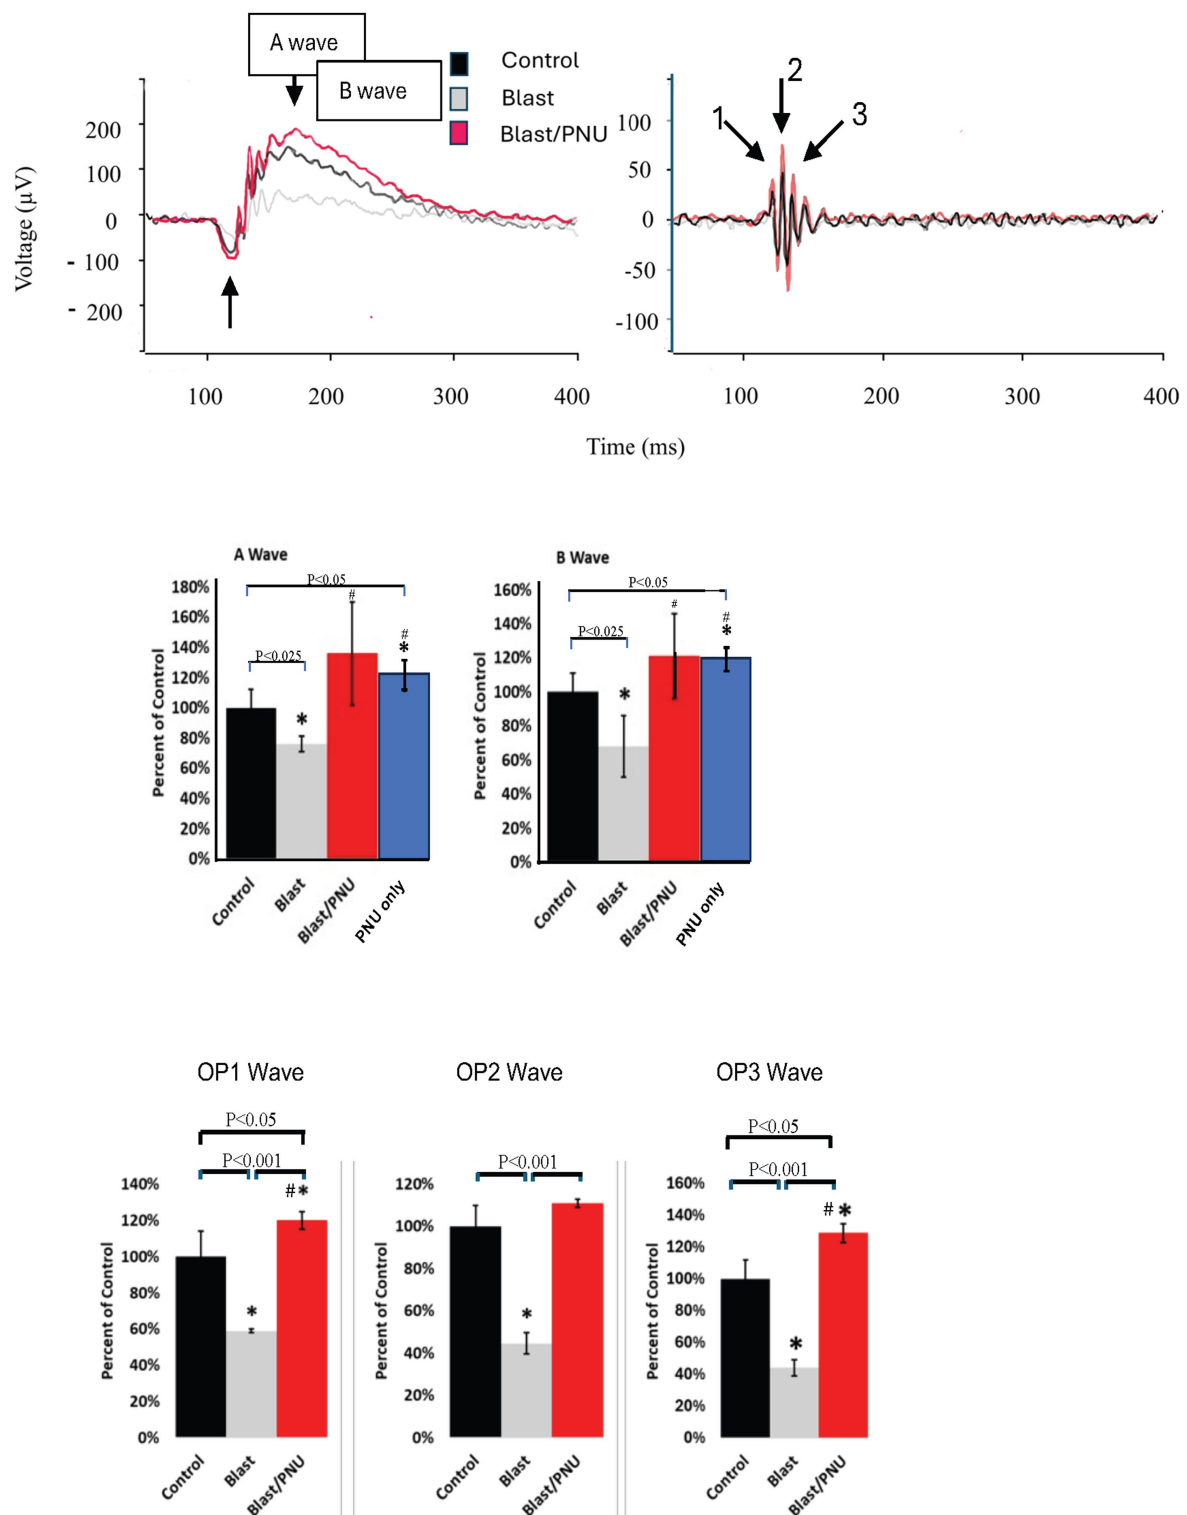 A wave
B wave
Control
Blast
Blast/PNU
Voltage (µV)
200
100
0
- 100
- 200
100
200
300
400
1
2
3
100
50
0
-50
-100
100
200
300
400
Time (ms)
A Wave
P<0.05
P<0.025
#
#
*
*
Percent of Control
180%
160%
140%
120%
100%
80%
60%
40%
20%
0%
Control
Blast
Blast/PNU
PNU only
B Wave
P<0.05
P<0.025
#
#
*
*
Percent of Control
160%
140%
120%
100%
80%
60%
40%
20%
0%
Control
Blast
Blast/PNU
PNU only
OP1 Wave
P<0.05
P<0.001
#*
*
Percent of Control
140%
120%
100%
80%
60%
40%
20%
0%
Control
Blast
Blast/PNU
OP2 Wave
P<0.001
*
Percent of Control
120%
100%
80%
60%
40%
20%
0%
Control
Blast
Blast/PNU
OP3 Wave
P<0.05
P<0.001
# *
*
Percent of Control
160%
140%
120%
100%
80%
60%
40%
20%
0%
Control
Blast
Blast/PNU